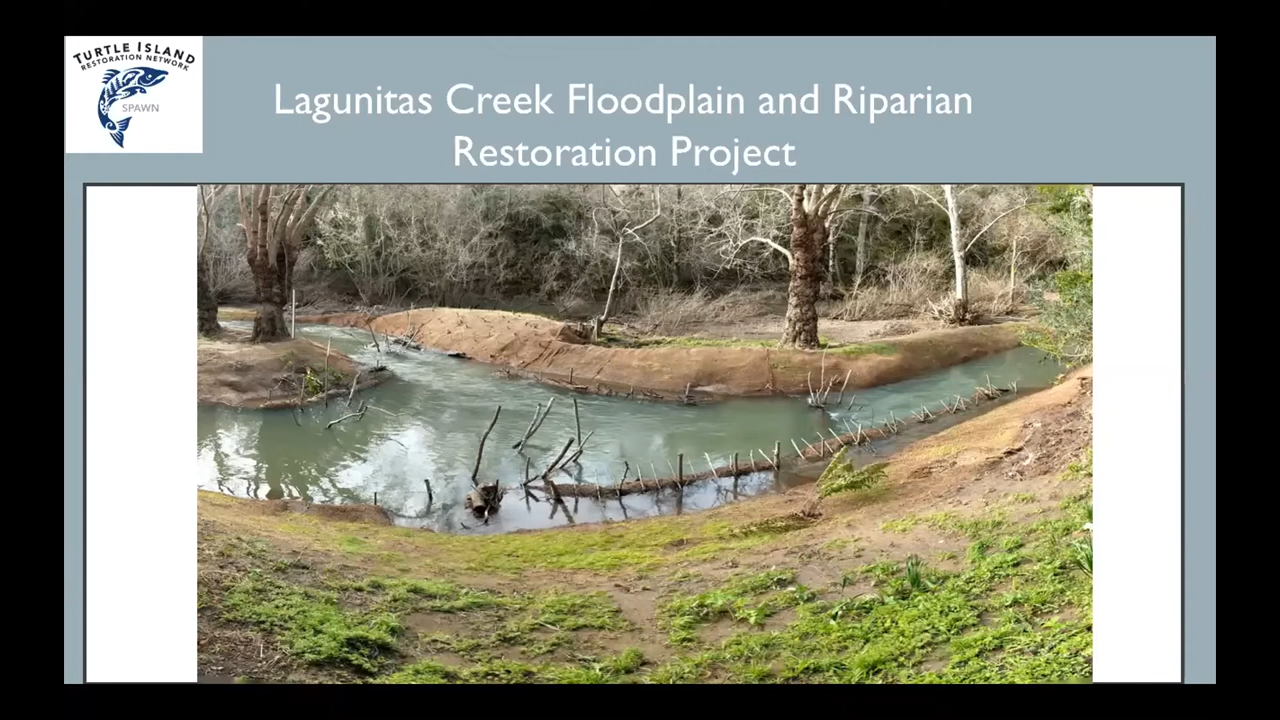 TURTLE ISLAND
RESTORATION NETWORK
SPAWN
Lagunitas Creek Floodplain and Riparian
Restoration Project